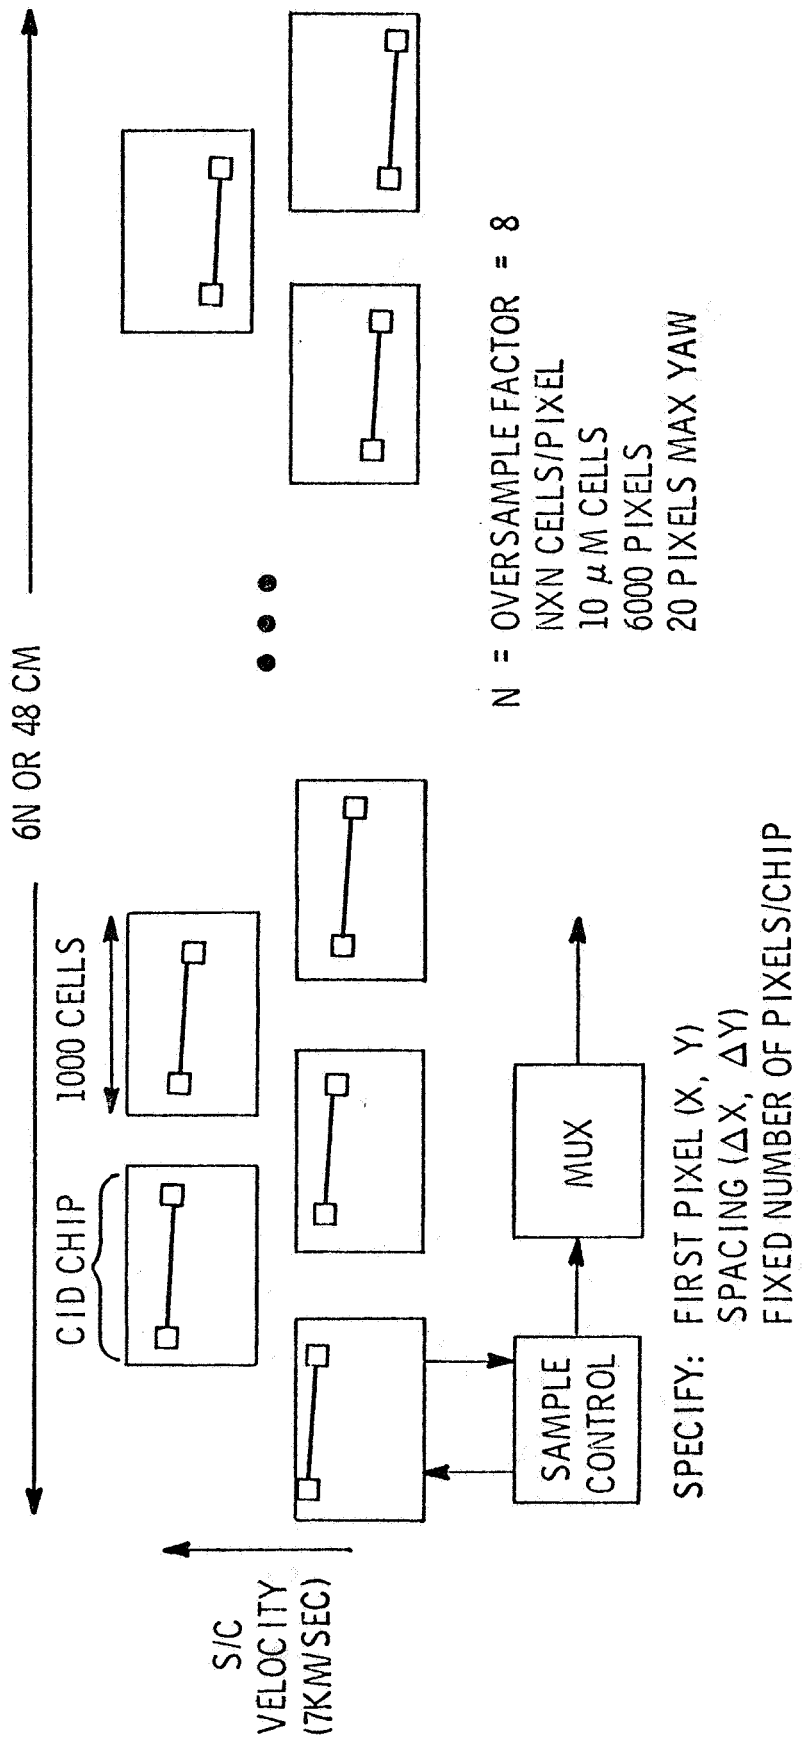 6N OR 48 CM
CID CHIP
1000 CELLS
S/C
VELOCITY
(7KM/SEC)
SAMPLE
CONTROL
MUX
N = OVERSAMPLE FACTOR = 8
NXN CELLS/PIXEL
10 μM CELLS
6000 PIXELS
20 PIXELS MAX YAW
SPECIFY: FIRST PIXEL (X, Y)
SPACING (ΔX, ΔY)
FIXED NUMBER OF PIXELS/CHIP